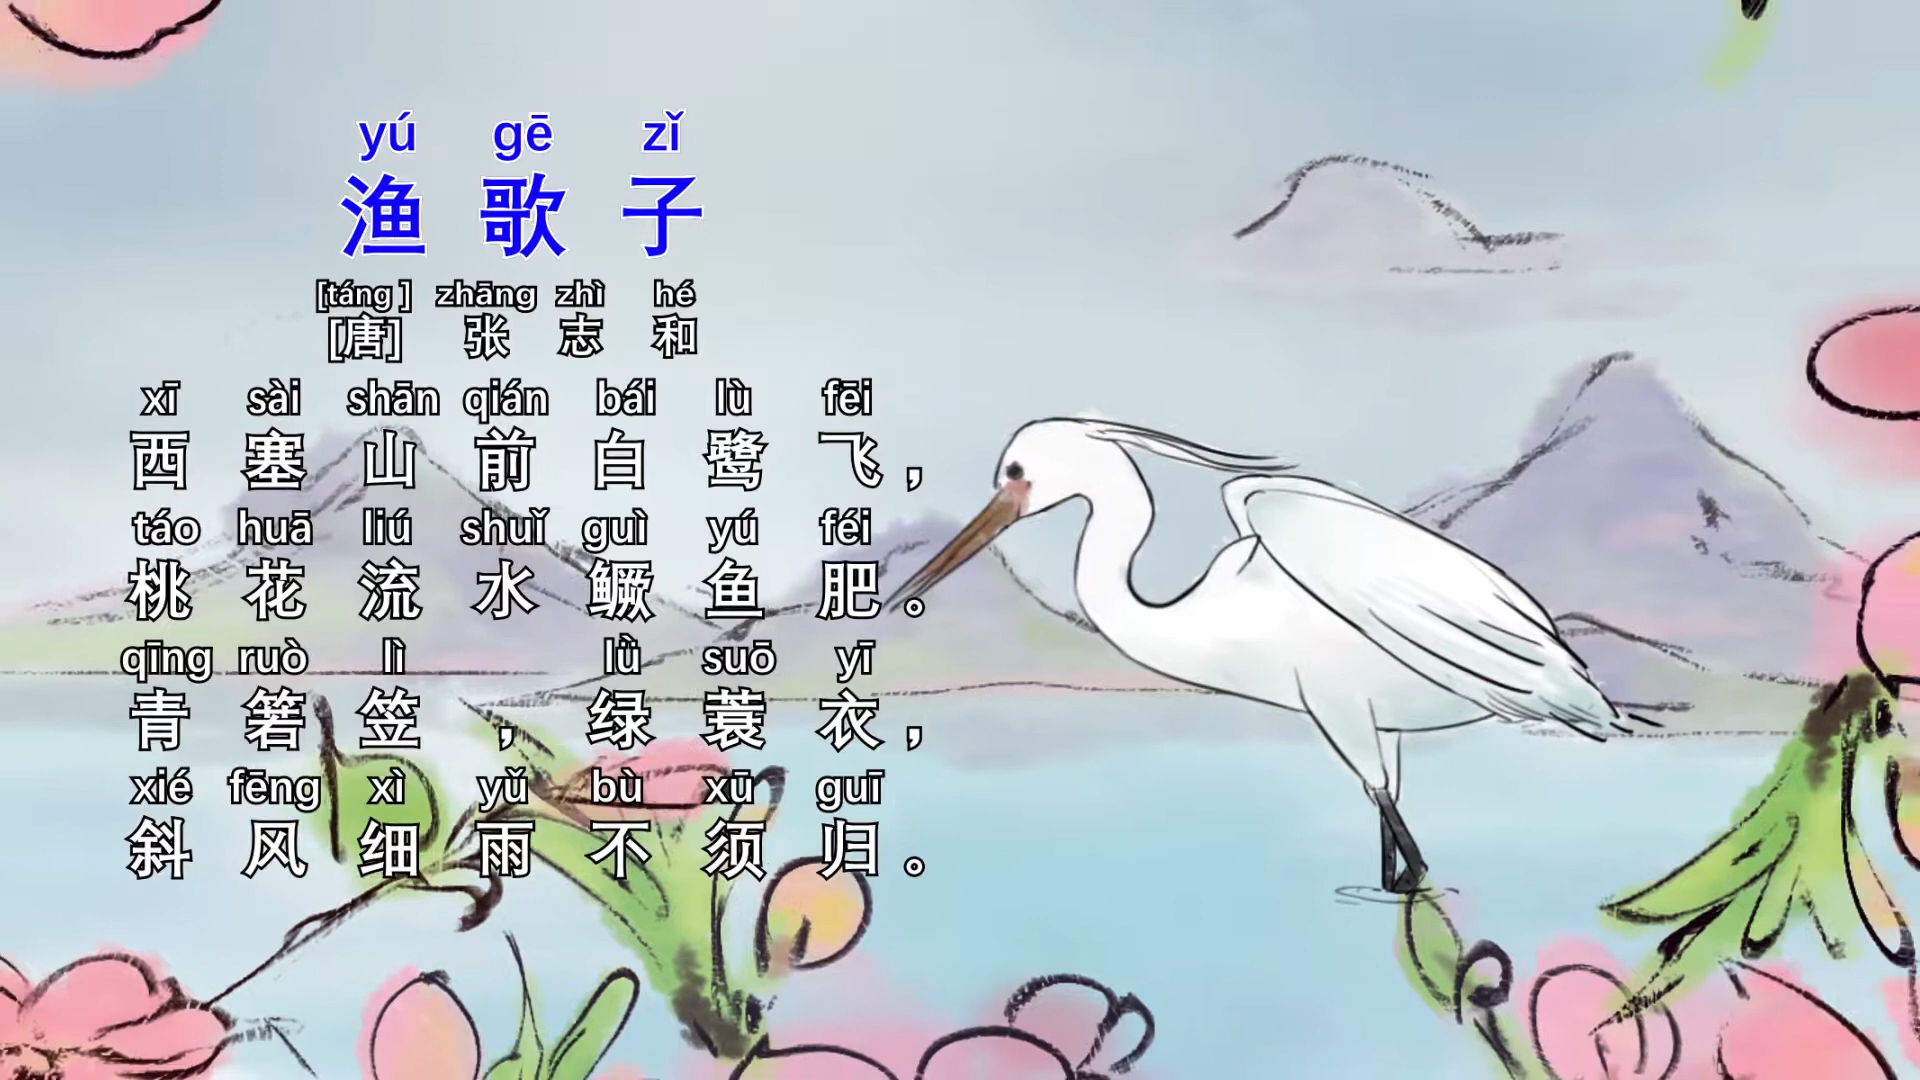 yú gē zǐ
渔歌子
[táng] zhāng zhì hé
[唐] 张志和
xī sài shān qián bái lù fēi
西塞山前白鹭飞，
táo huā liú shuǐ guì yú féi
桃花流水鳜鱼肥。
qīng ruò lì lǜ suō yī
青箬笠，绿蓑衣，
xié fēng xì yǔ bù xū guī
斜风细雨不须归。